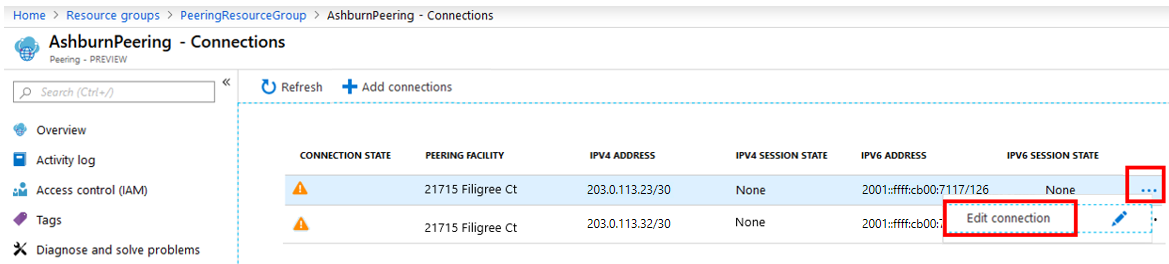 Home > Resource groups > PeeringResourceGroup > AshburnPeering - Connections
AshburnPeering - Connections
Peering - PREVIEW
Search (Ctrl+/)
«
Refresh
Add connections
Overview
Activity log
Access control (IAM)
Tags
Diagnose and solve problems
CONNECTION STATE PEERING FACILITY IPV4 ADDRESS IPV4 SESSION STATE IPV6 ADDRESS IPV6 SESSION STATE
21715 Filigree Ct 203.0.113.23/30 None 2001::ffff:cb00:7117/126 None ...
21715 Filigree Ct 203.0.113.32/30 None 2001::ffff:cb00:
Edit connection